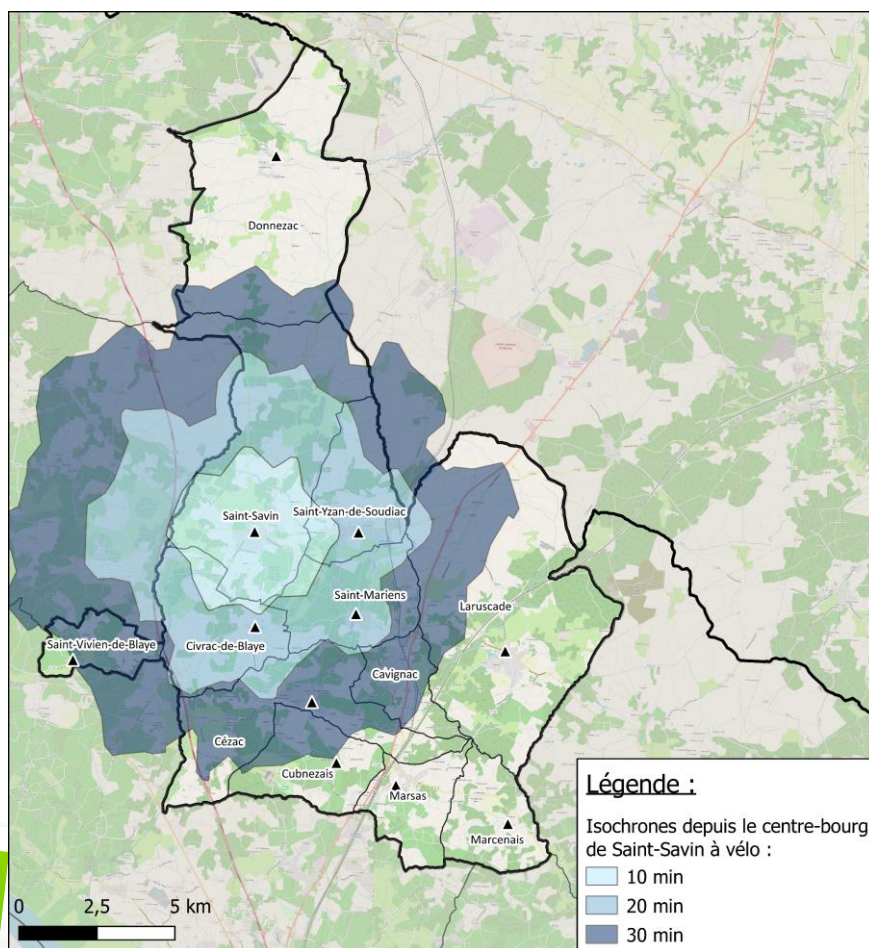 Donnezac
Saint-Savin
Saint-Yzan-de-Soudiac
Saint-Mariens
Laruscade
Saint-Vivien-de-Blaye
Civrac-de-Blaye
Cavignac
Cézac
Cubnezais
Marsas
Marcenais
Légende :
Isochrones depuis le centre-bourg
de Saint-Savin à vélo :
10 min
20 min
30 min
0 2,5 5 km